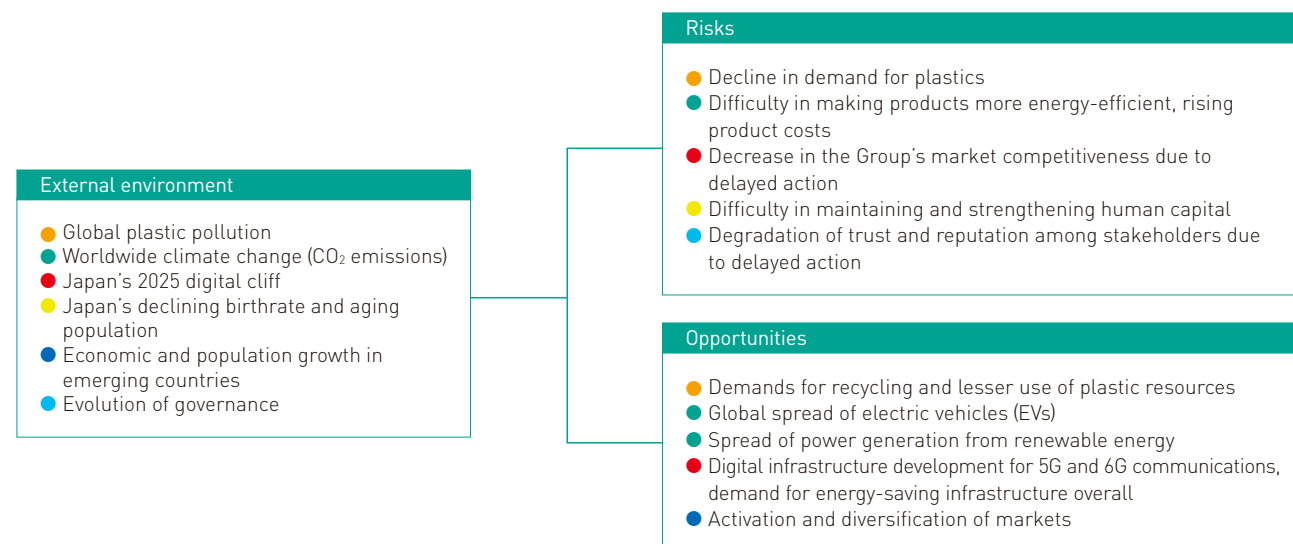 External environment
Global plastic pollution
Worldwide climate change (CO₂ emissions)
Japan’s 2025 digital cliff
Japan’s declining birthrate and aging
population
Economic and population growth in
emerging countries
Evolution of governance
Risks
Decline in demand for plastics
Difficulty in making products more energy-efficient, rising
product costs
Decrease in the Group’s market competitiveness due to
delayed action
Difficulty in maintaining and strengthening human capital
Degradation of trust and reputation among stakeholders due
to delayed action
Opportunities
Demands for recycling and lesser use of plastic resources
Global spread of electric vehicles (EVs)
Spread of power generation from renewable energy
Digital infrastructure development for 5G and 6G communications,
demand for energy-saving infrastructure overall
Activation and diversification of markets